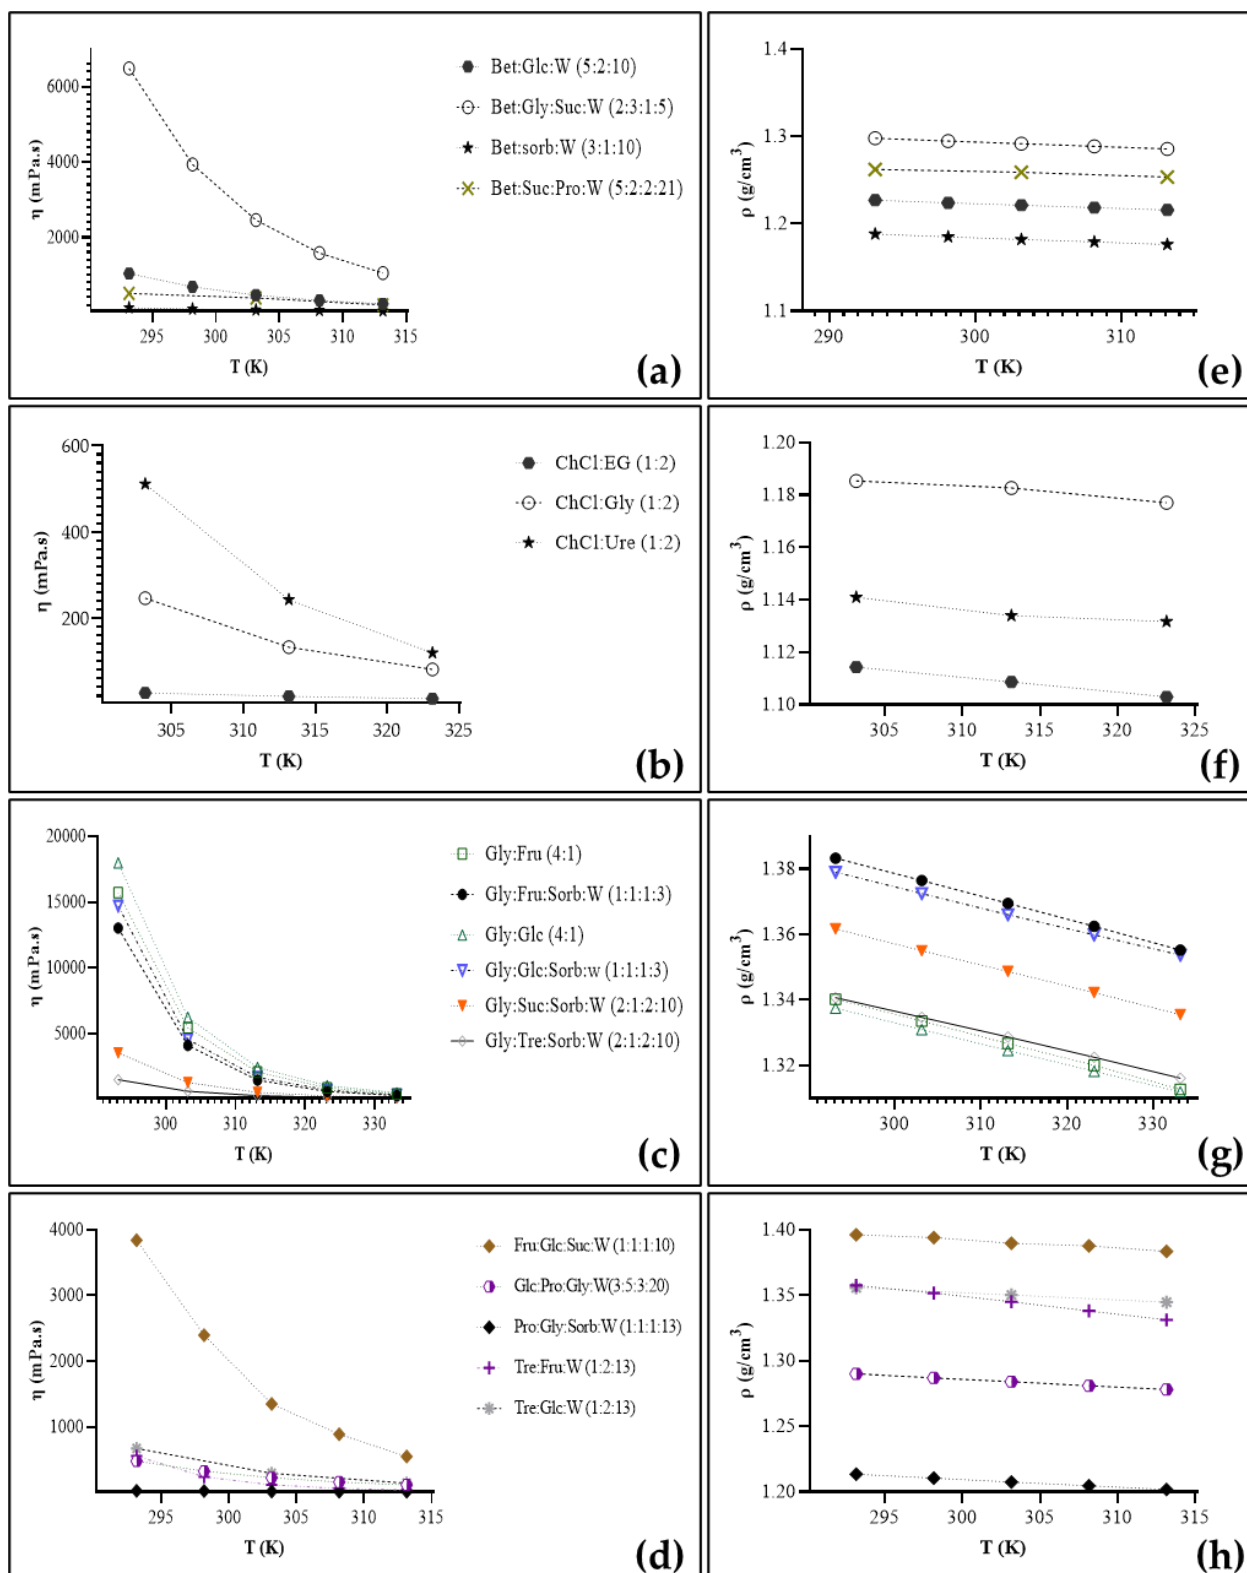 6000
4000
2000
η (mPa.s)
295 300 305 310 315
T (K)
Bet:Glc:W (5:2:10)
Bet:Gly:Suc:W (2:3:1:5)
Bet:sorb:W (3:1:10)
Bet:Suc:Pro:W (5:2:2:21)
(a)
1.4
1.3
1.2
1.1
ρ (g/cm³)
290 300 310
T (K)
(e)
600
400
200
η (mPa.s)
305 310 315 320 325
T (K)
ChCl:EG (1:2)
ChCl:Gly (1:2)
ChCl:Ure (1:2)
(b)
1.20
1.18
1.16
1.14
1.12
1.10
ρ (g/cm³)
305 310 315 320 325
T (K)
(f)
20000
15000
10000
5000
η (mPa.s)
300 310 320 330
T (K)
Gly:Fru (4:1)
Gly:Fru:Sorb:W (1:1:1:3)
Gly:Glc (4:1)
Gly:Glc:Sorb:w (1:1:1:3)
Gly:Suc:Sorb:W (2:1:2:10)
Gly:Tre:Sorb:W (2:1:2:10)
(c)
1.38
1.36
1.34
1.32
ρ (g/cm³)
300 310 320 330
T (K)
(g)
4000
3000
2000
1000
η (mPa.s)
295 300 305 310 315
T (K)
Fru:Glc:Suc:W (1:1:1:10)
Glc:Pro:Gly:W(3:5:3:20)
Pro:Gly:Sorb:W (1:1:1:13)
Tre:Fru:W (1:2:13)
Tre:Glc:W (1:2:13)
(d)
1.40
1.35
1.30
1.25
1.20
ρ (g/cm³)
295 300 305 310 315
T (K)
(h)